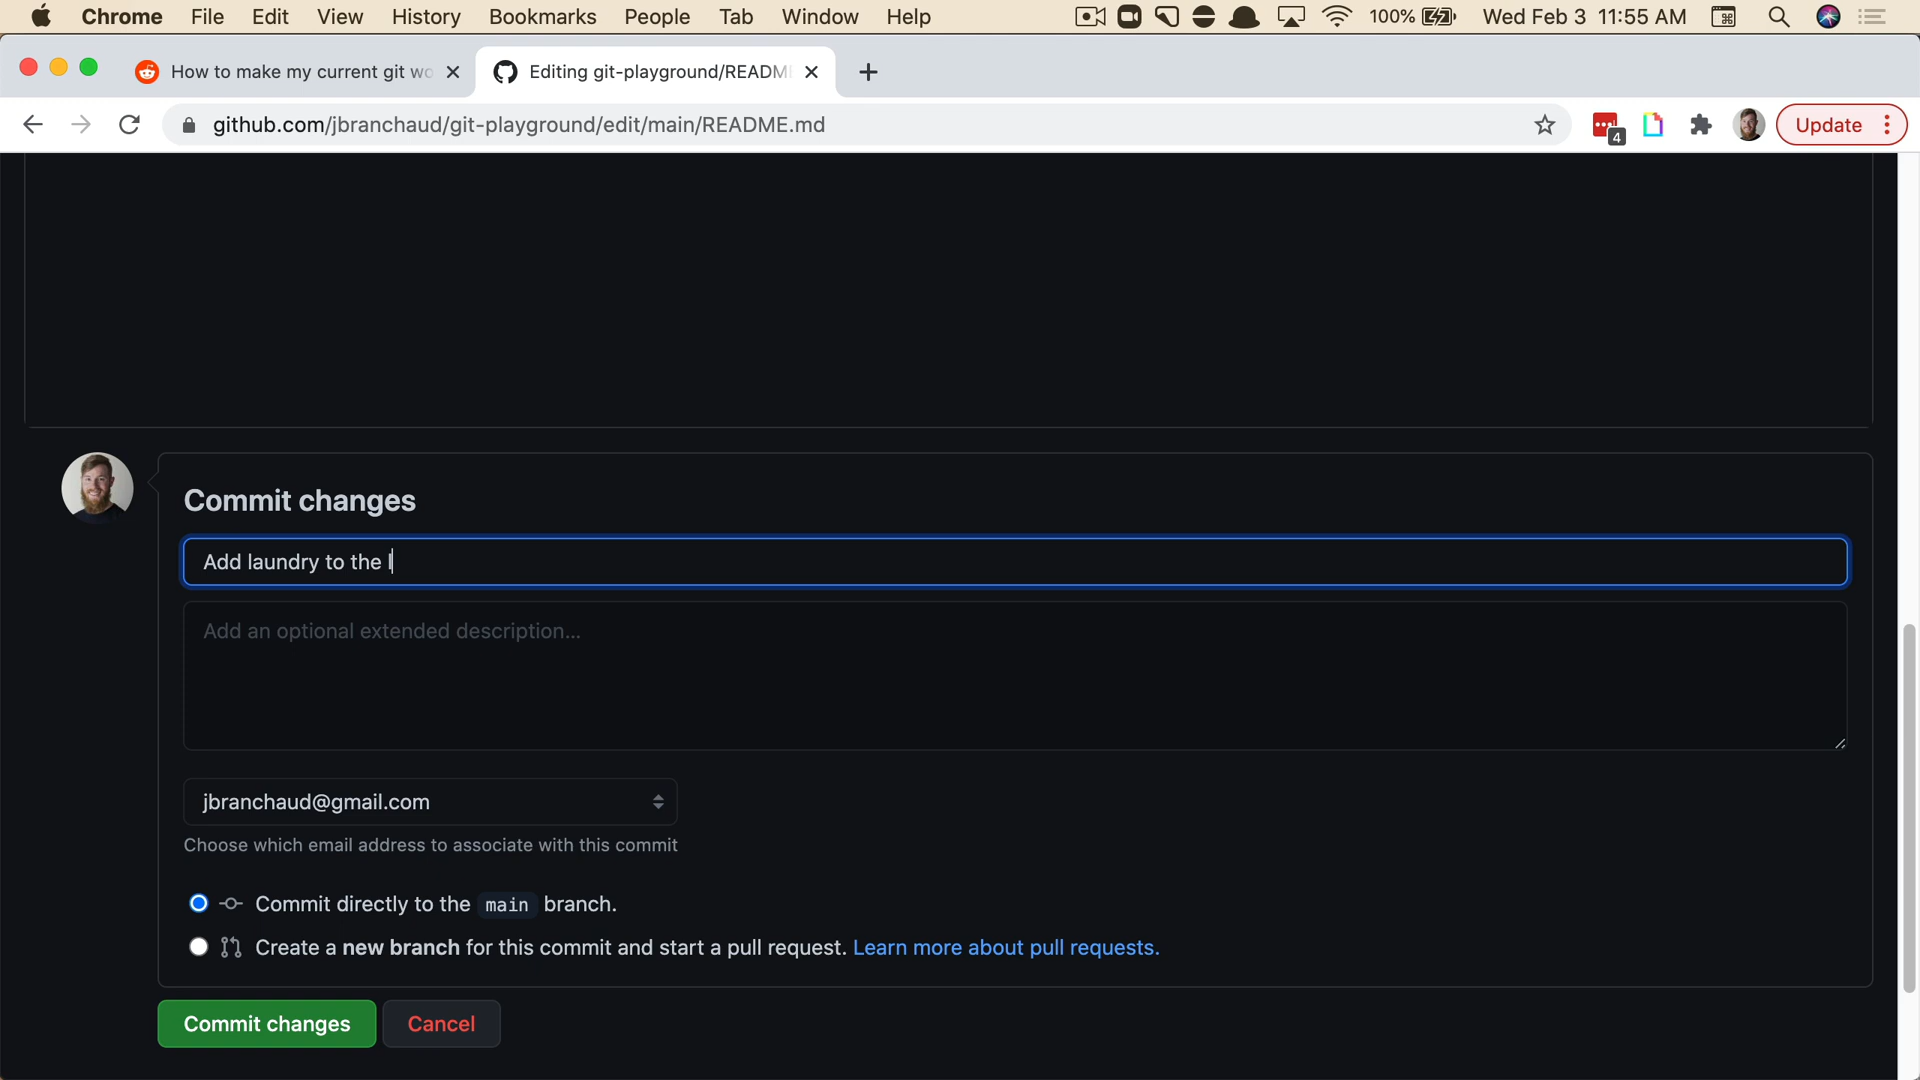 Chrome File Edit View History Bookmarks People Tab Window Help 100% Wed Feb 3 11:55 AM
How to make my current git wo
Editing git-playground/READM
github.com/jbranchaud/git-playground/edit/main/README.md
4
Update
Commit changes
Add laundry to the l
Add an optional extended description...
jbranchaud@gmail.com
Choose which email address to associate with this commit
Commit directly to the main branch.
Create a new branch for this commit and start a pull request. Learn more about pull requests.
Commit changes
Cancel